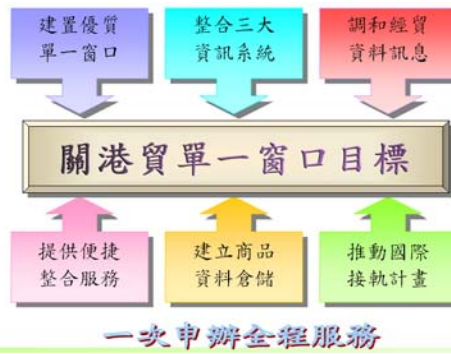 建置優質
單一窗口
整合三大
資訊系統
調和經貿
資料訊息
關港貿單一窗口目標
提供便捷
整合服務
建立商品
資料倉儲
推動國際
接軌計畫
一次申辦全程服務